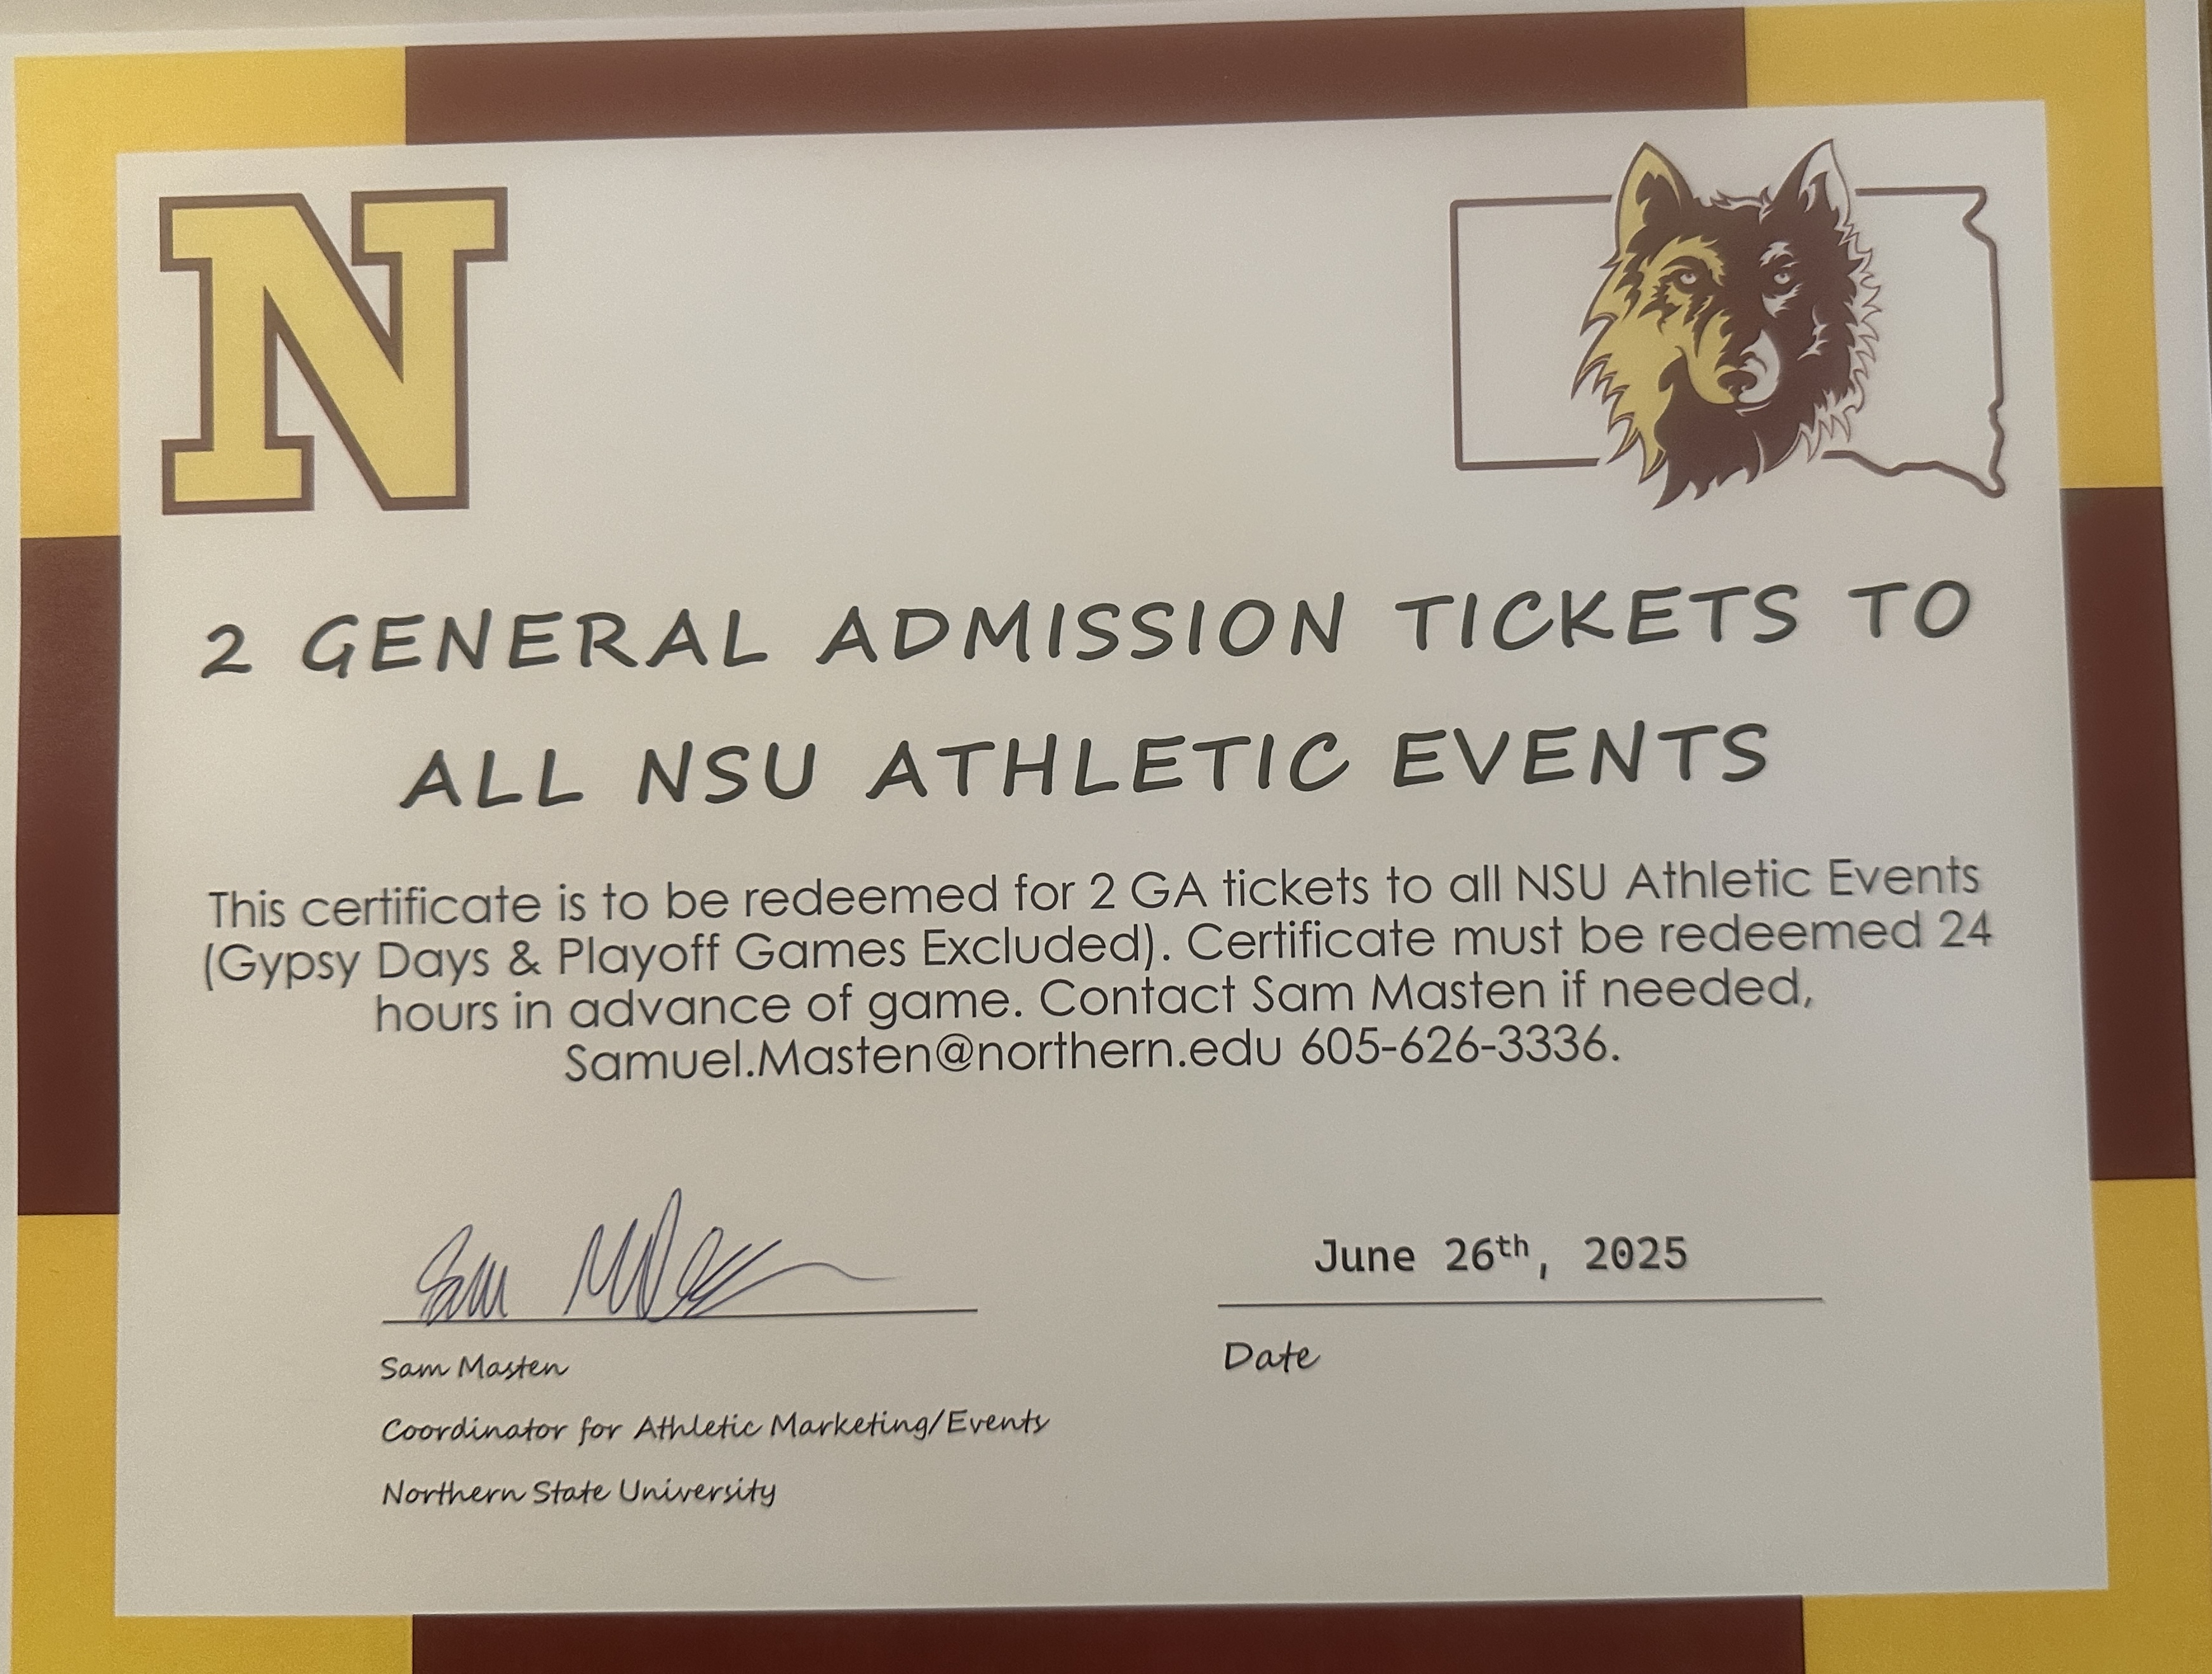 N
2 GENERAL ADMISSION TICKETS TO
ALL NSU ATHLETIC EVENTS
This certificate is to be redeemed for 2 GA tickets to all NSU Athletic Events
(Gypsy Days & Playoff Games Excluded). Certificate must be redeemed 24
hours in advance of game. Contact Sam Masten if needed,
Samuel.Masten@northern.edu 605-626-3336.
Sam Masten
June 26th, 2025
Sam Masten
Date
Coordinator for Athletic Marketing/Events
Northern State University